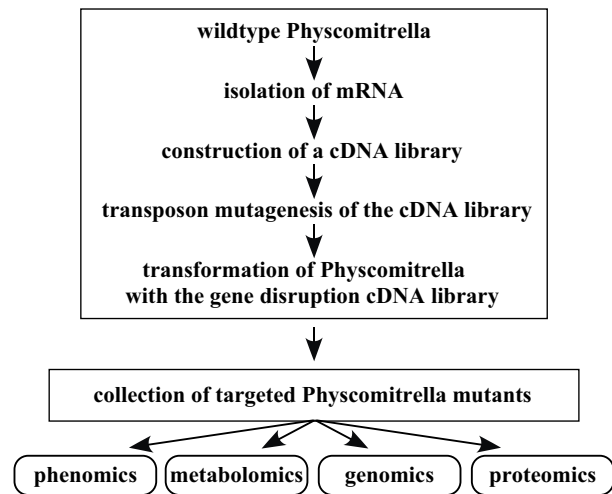 wildtype Physcomitrella
isolation of mRNA
construction of a cDNA library
transposon mutagenesis of the cDNA library
transformation of Physcomitrella
with the gene disruption cDNA library
collection of targeted Physcomitrella mutants
phenomics
metabolomics
genomics
proteomics